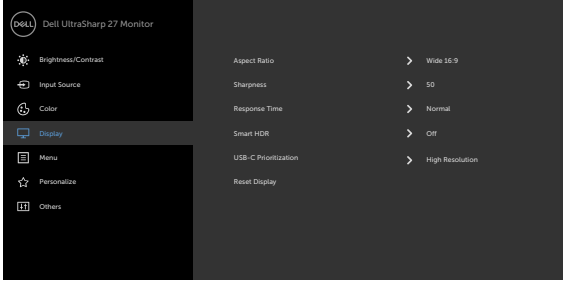 DELL Dell UltraSharp 27 Monitor
Brightness/Contrast
Input Source
Color
Display
Menu
Personalize
Others
Aspect Ratio Wide 16:9
Sharpness 50
Response Time Normal
Smart HDR Off
USB-C Prioritization High Resolution
Reset Display